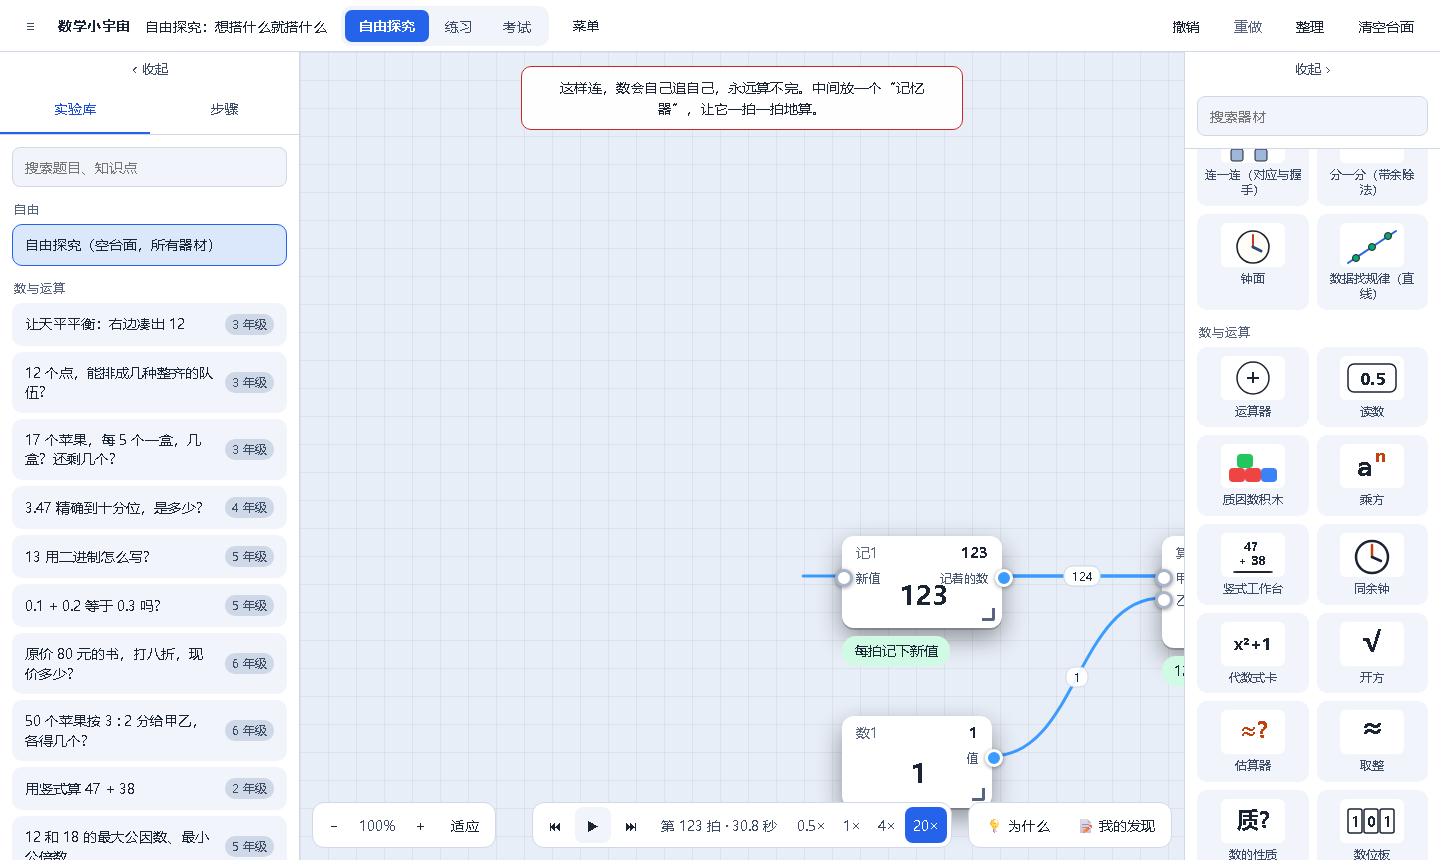 ≡ 数学小宇宙 自由探究：想搭什么就搭什么 自由探究 练习 考试 菜单 撤销 重做 整理 清空台面
‹ 收起
实验库 步骤
搜索题目、知识点
自由
自由探究（空台面，所有器材）
数与运算
让天平平衡：右边凑出 12 3 年级
12 个点，能排成几种整齐的队
伍？ 3 年级
17 个苹果，每 5 个一盒，几
盒？还剩几个？ 3 年级
3.47 精确到十分位，是多少？ 4 年级
13 用二进制怎么写？ 5 年级
0.1 + 0.2 等于 0.3 吗？ 5 年级
原价 80 元的书，打八折，现
价多少？ 6 年级
50 个苹果按 3 : 2 分给甲乙，
各得几个？ 6 年级
用竖式算 47 + 38 2 年级
12 和 18 的最大公因数、最小
公倍数 5 年级
这样连，数会自己追自己，永远算不完。中间放一个“记忆
器”，让它一拍一拍地算。
记1 123
新值 记着的数
123
每拍记下新值
124
1
数1 1
值
1
算
甲
乙
12
− 100% + 适应
⏮ ▶ ⏭ 第 123 拍 · 30.8 秒 0.5× 1× 4× 20×
为什么 我的发现
收起 ›
搜索器材
连一连（对应与握
手）
分一分（带余除
法）
钟面
数据找规律（直
线）
数与运算
+
运算器
0.5
读数
质因数积木
aⁿ
乘方
47
+ 38
竖式工作台
同余钟
x²+1
代数式卡
√
开方
≈?
估算器
≈
取整
质?
数的性质
1 0 1
数位板